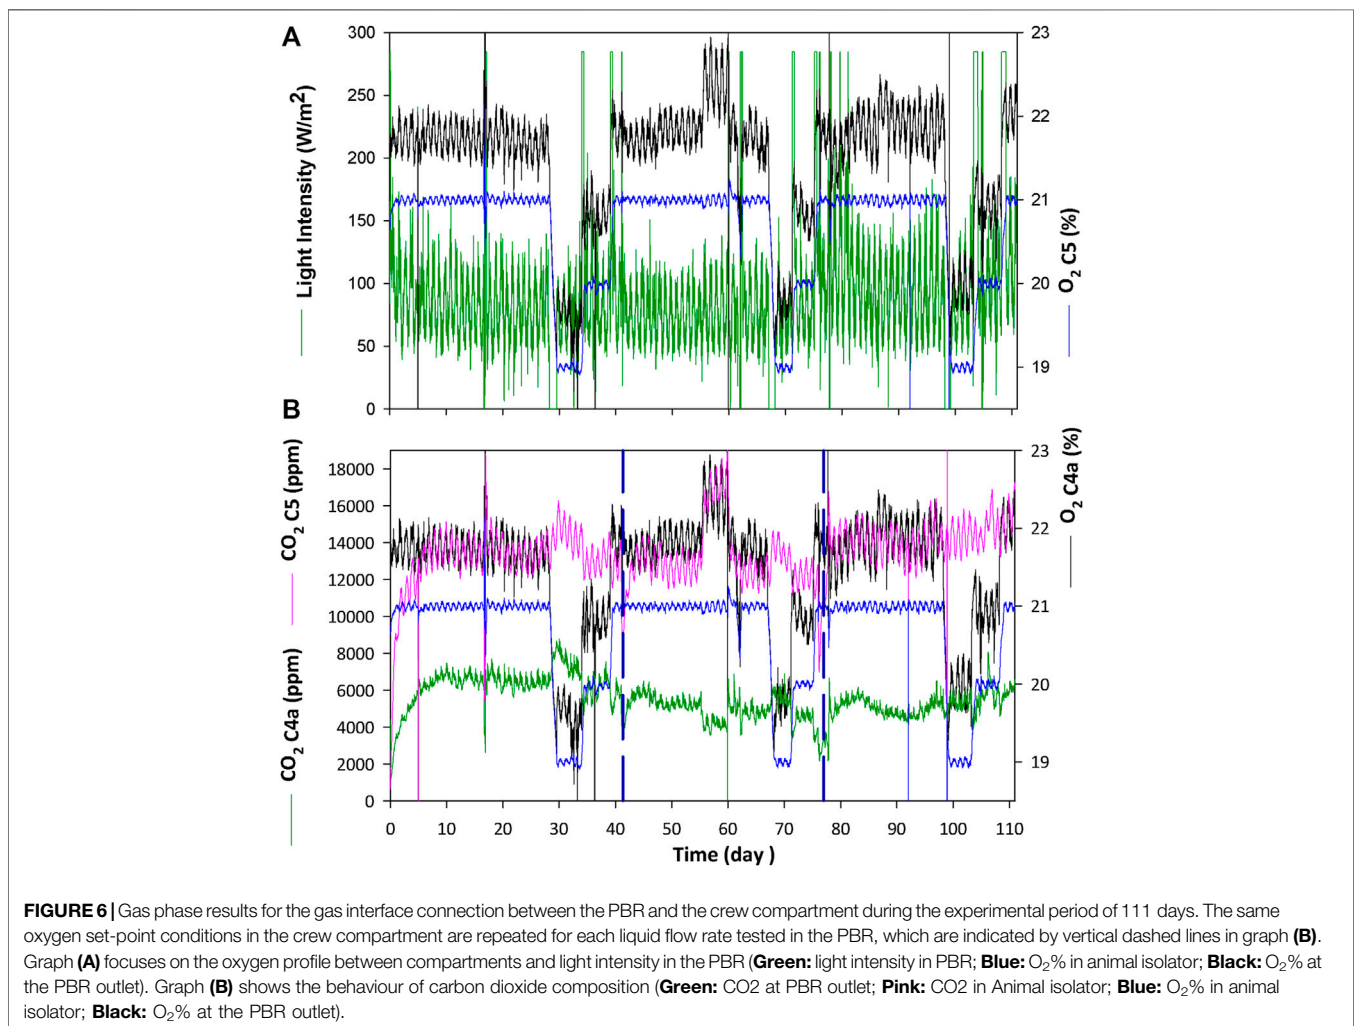 A
300
250
200
150
100
50
0
Light Intensity (W/m²)
23
22
21
20
19
O₂ C5 (%)
B
CO₂ C5 (ppm)
CO₂ C4a (ppm)
18000
16000
14000
12000
10000
8000
6000
4000
2000
0
23
22
21
20
19
O₂ C4a (%)
0 10 20 30 40 50 60 70 80 90 100 110
Time (day )
FIGURE 6 | Gas phase results for the gas interface connection between the PBR and the crew compartment during the experimental period of 111 days. The same
oxygen set-point conditions in the crew compartment are repeated for each liquid flow rate tested in the PBR, which are indicated by vertical dashed lines in graph (B).
Graph (A) focuses on the oxygen profile between compartments and light intensity in the PBR (Green: light intensity in PBR; Blue: O₂% in animal isolator; Black: O₂% at
the PBR outlet). Graph (B) shows the behaviour of carbon dioxide composition (Green: CO2 at PBR outlet; Pink: CO2 in Animal isolator; Blue: O₂% in animal
isolator; Black: O₂% at the PBR outlet).